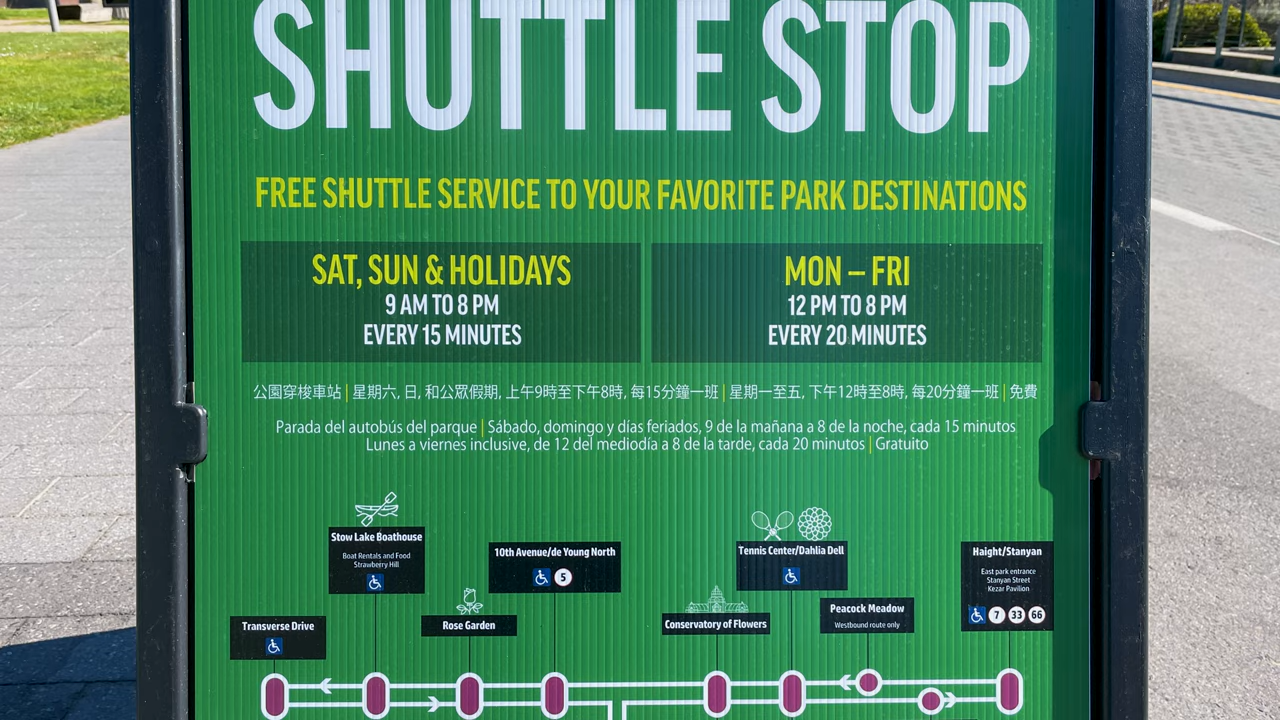 SHUTTLE STOP
FREE SHUTTLE SERVICE TO YOUR FAVORITE PARK DESTINATIONS
SAT, SUN & HOLIDAYS
9 AM TO 8 PM
EVERY 15 MINUTES
MON – FRI
12 PM TO 8 PM
EVERY 20 MINUTES
公園穿梭車站 | 星期六, 日, 和公眾假期, 上午9時至下午8時, 每15分鐘一班 | 星期一至五, 下午12時至8時, 每20分鐘一班 | 免費
Parada del autobús del parque | Sábado, domingo y días feriados, 9 de la mañana a 8 de la noche, cada 15 minutos
Lunes a viernes inclusive, de 12 del mediodía a 8 de la tarde, cada 20 minutos | Gratuito
Stow Lake Boathouse
Boat Rentals and Food
Strawberry Hill
10th Avenue/de Young North
5
Tennis Center/Dahlia Dell
Haight/Stanyan
East park entrance
Stanyan Street
Kezar Pavilion
7 33 66
Transverse Drive
Rose Garden
Conservatory of Flowers
Peacock Meadow
Westbound route only